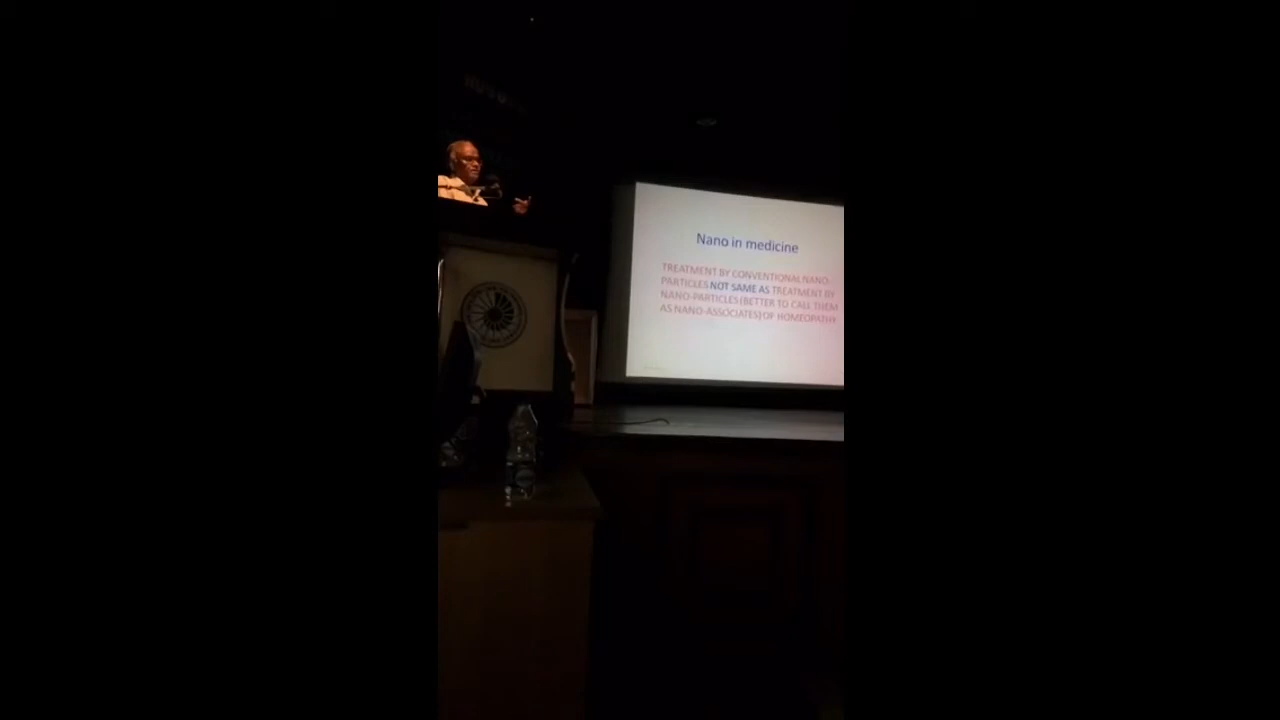 Nano in medicine
TREATMENT BY CONVENTIONAL NANO-
PARTICLES NOT SAME AS TREATMENT BY
NANO-PARTICLES (BETTER TO CALL THEM
AS NANO-ASSOCIATES) OF HOMEOPATHY